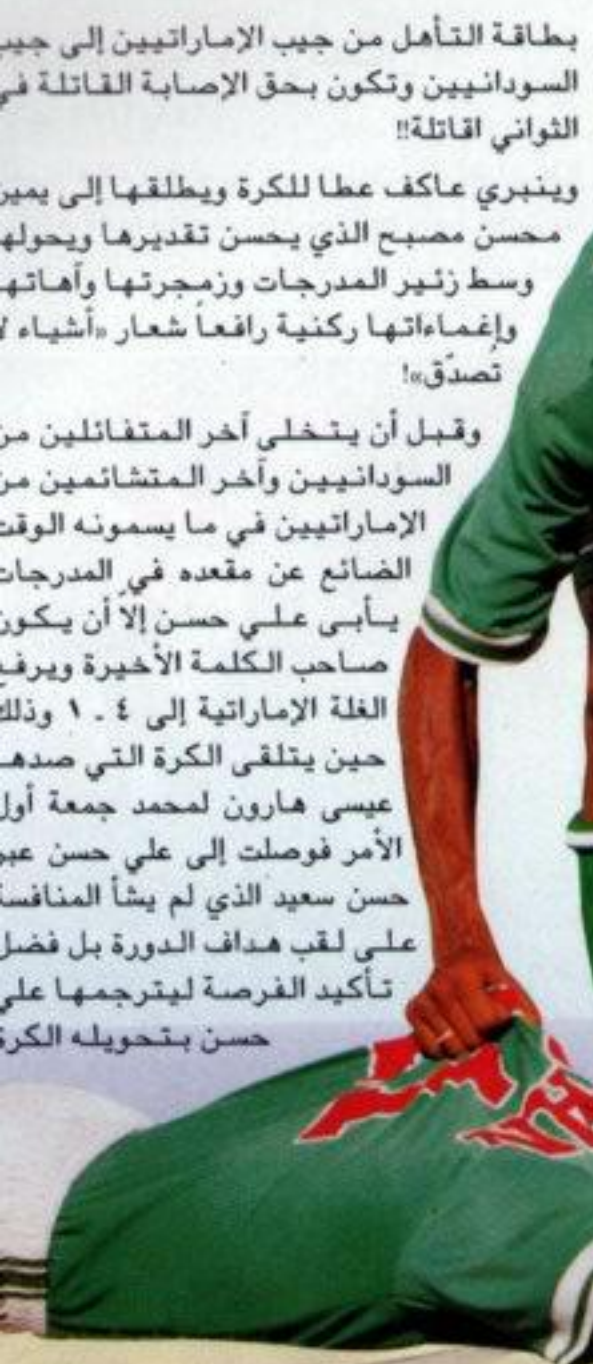 بطاقة التأهل من جيب الإماراتيين إلى جيب
السودانيين وتكون بحق الإصابة القاتلة في
الثواني اقاتلة!!
وينبري عاكف عطا للكرة ويطلقها إلى يمين
محسن مصبح الذي يحسن تقديرها ويحولها
وسط زئير المدرجات وزمجرتها وآهاتها
وإغماءاتها ركنية رافعاً شعار «أشياء لا
تُصدّق»!
وقبل أن يتخلى آخر المتفائلين من
السودانيين وآخر المتشائمين من
الإماراتيين في ما يسمونه الوقت
الضائع عن مقعده في المدرجات
يأبى علي حسن إلاّ أن يكون
صاحب الكلمة الأخيرة ويرفع
الغلة الإماراتية إلى ٤ ـ ١ وذلك
حين يتلقى الكرة التي صدها
عيسى هارون لمحمد جمعة أول
الأمر فوصلت إلى علي حسن عبر
حسن سعيد الذي لم يشأ المنافسة
على لقب هداف الدورة بل فضل
تأكيد الفرصة ليترجمها علي
حسن بتحويله الكرة